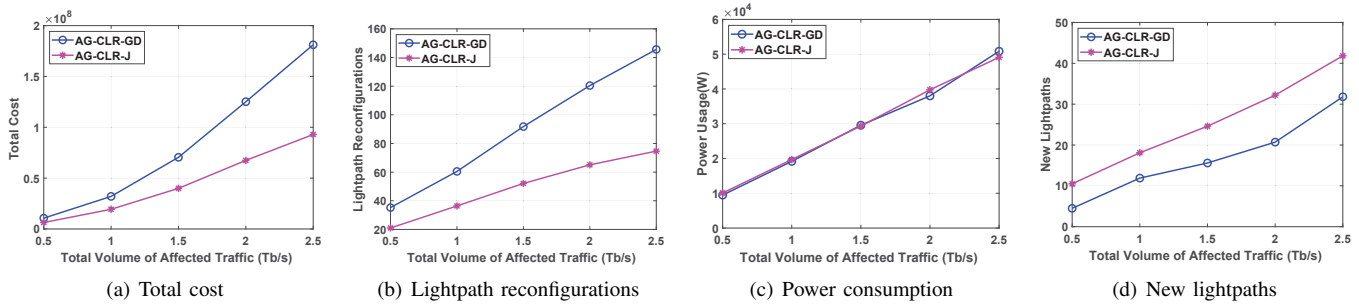 ×10^8
2
1.5
1
0.5
0
Total Cost
AG-CLR-GD
AG-CLR-J
0.5 1 1.5 2 2.5
Total Volume of Affected Traffic (Tb/s)
(a) Total cost
160
140
120
100
80
60
40
20
Lightpath Reconfigurations
AG-CLR-GD
AG-CLR-J
0.5 1 1.5 2 2.5
Total Volume of Affected Traffic (Tb/s)
(b) Lightpath reconfigurations
×10^4
6
5
4
3
2
1
0
Power Usage(W)
AG-CLR-GD
AG-CLR-J
0.5 1 1.5 2 2.5
Total Volume of Affected Traffic (Tb/s)
(c) Power consumption
50
40
30
20
10
0
New Lightpaths
AG-CLR-GD
AG-CLR-J
0.5 1 1.5 2 2.5
Total Volume of Affected Traffic (Tb/s)
(d) New lightpaths